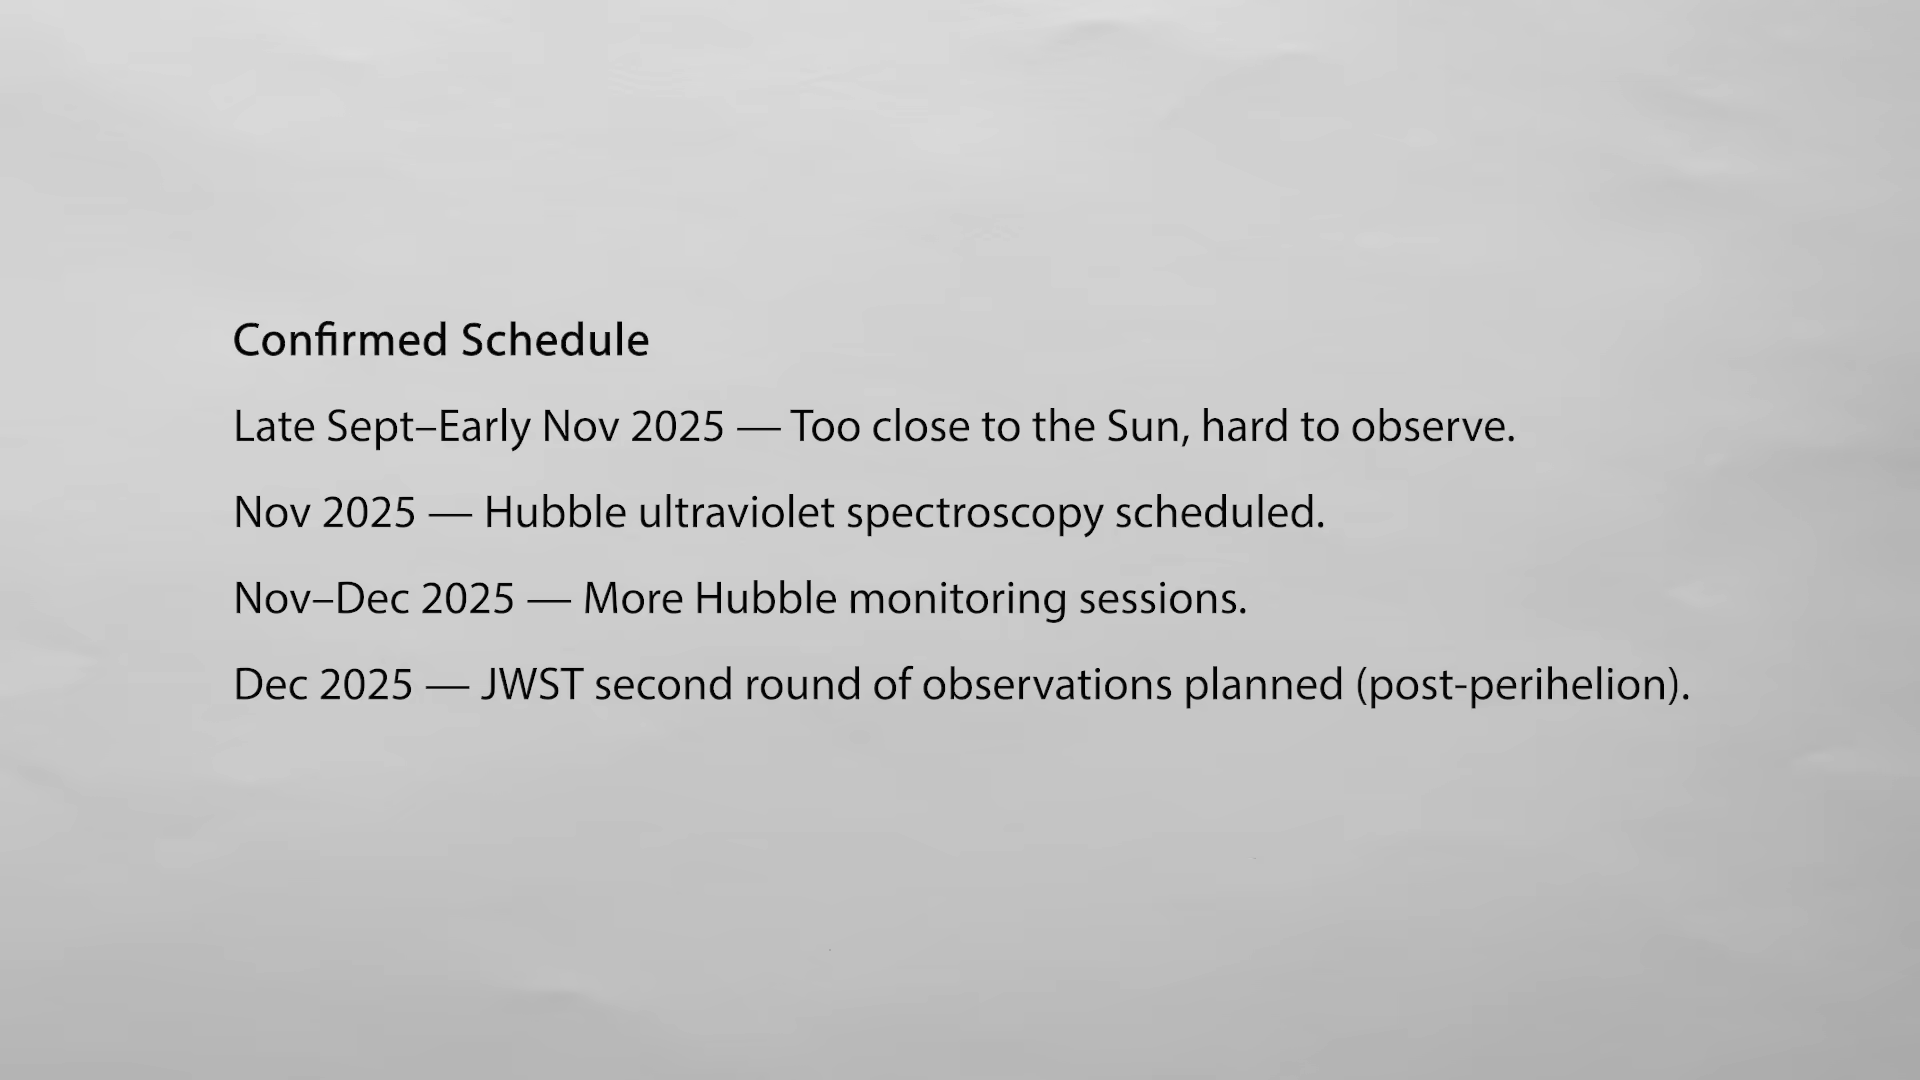 Confirmed Schedule
Late Sept–Early Nov 2025 — Too close to the Sun, hard to observe.
Nov 2025 — Hubble ultraviolet spectroscopy scheduled.
Nov–Dec 2025 — More Hubble monitoring sessions.
Dec 2025 — JWST second round of observations planned (post-perihelion).